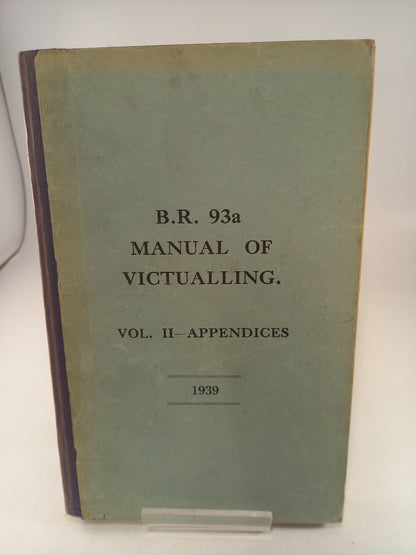 B.R. 93a
MANUAL OF
VICTUALLING.
VOL. II—APPENDICES
1939